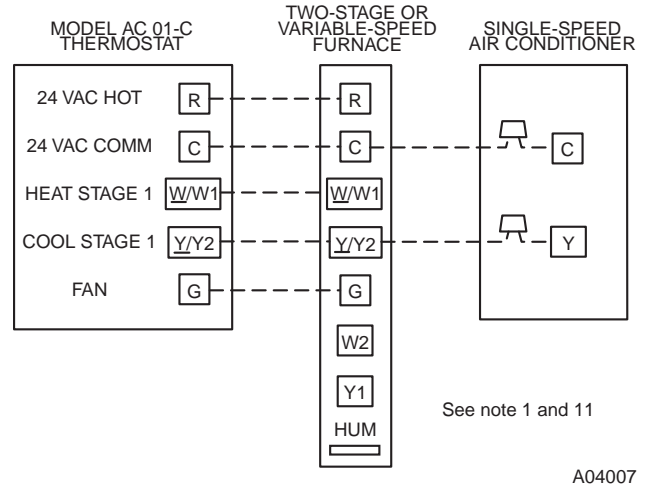 MODEL AC 01-C
THERMOSTAT
TWO-STAGE OR
VARIABLE-SPEED
FURNACE
SINGLE-SPEED
AIR CONDITIONER
24 VAC HOT R R
24 VAC COMM C C C
HEAT STAGE 1 W/W1 W/W1
COOL STAGE 1 Y/Y2 Y/Y2 Y
FAN G G
W2
Y1
HUM
See note 1 and 11
A04007